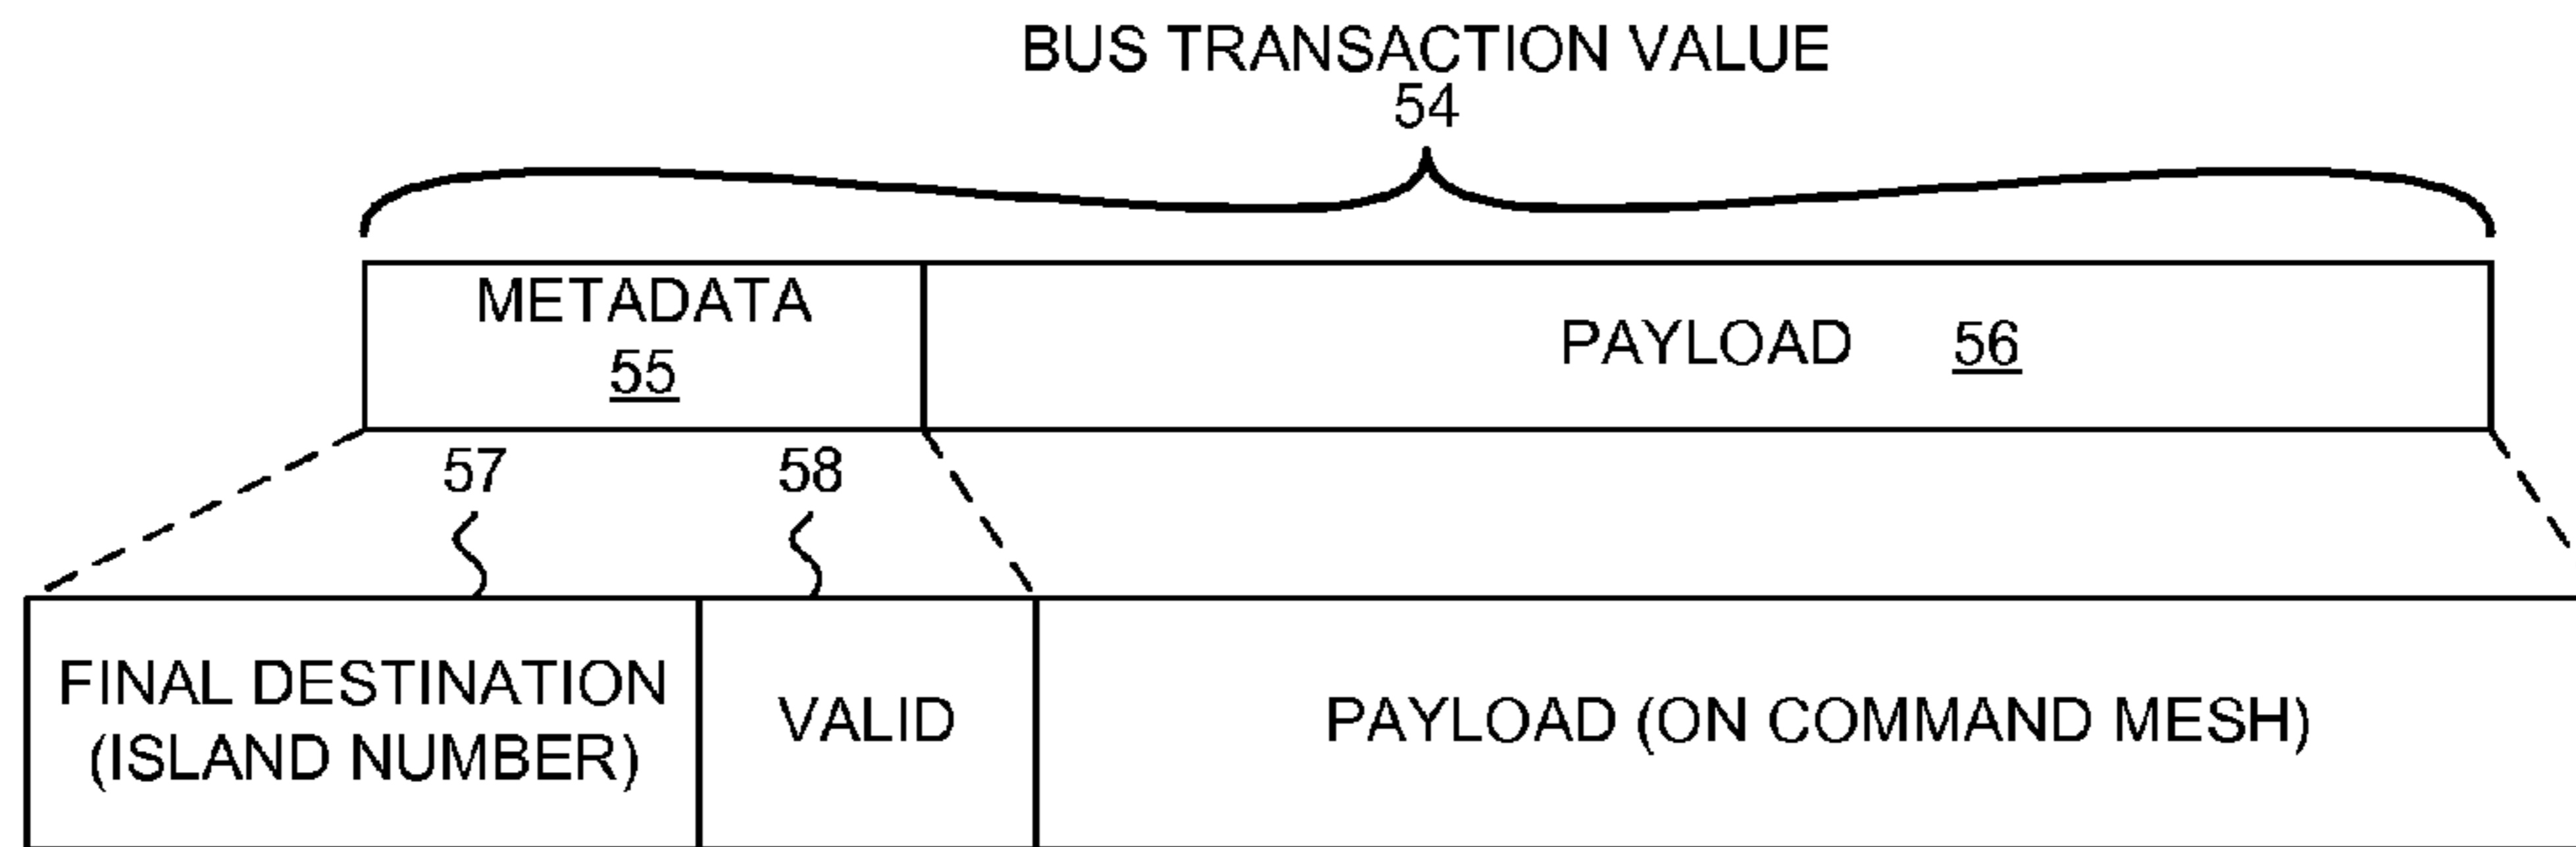 BUS TRANSACTION VALUE
54
METADATA
55
PAYLOAD 56
57 58
FINAL DESTINATION
(ISLAND NUMBER)
VALID
PAYLOAD (ON COMMAND MESH)